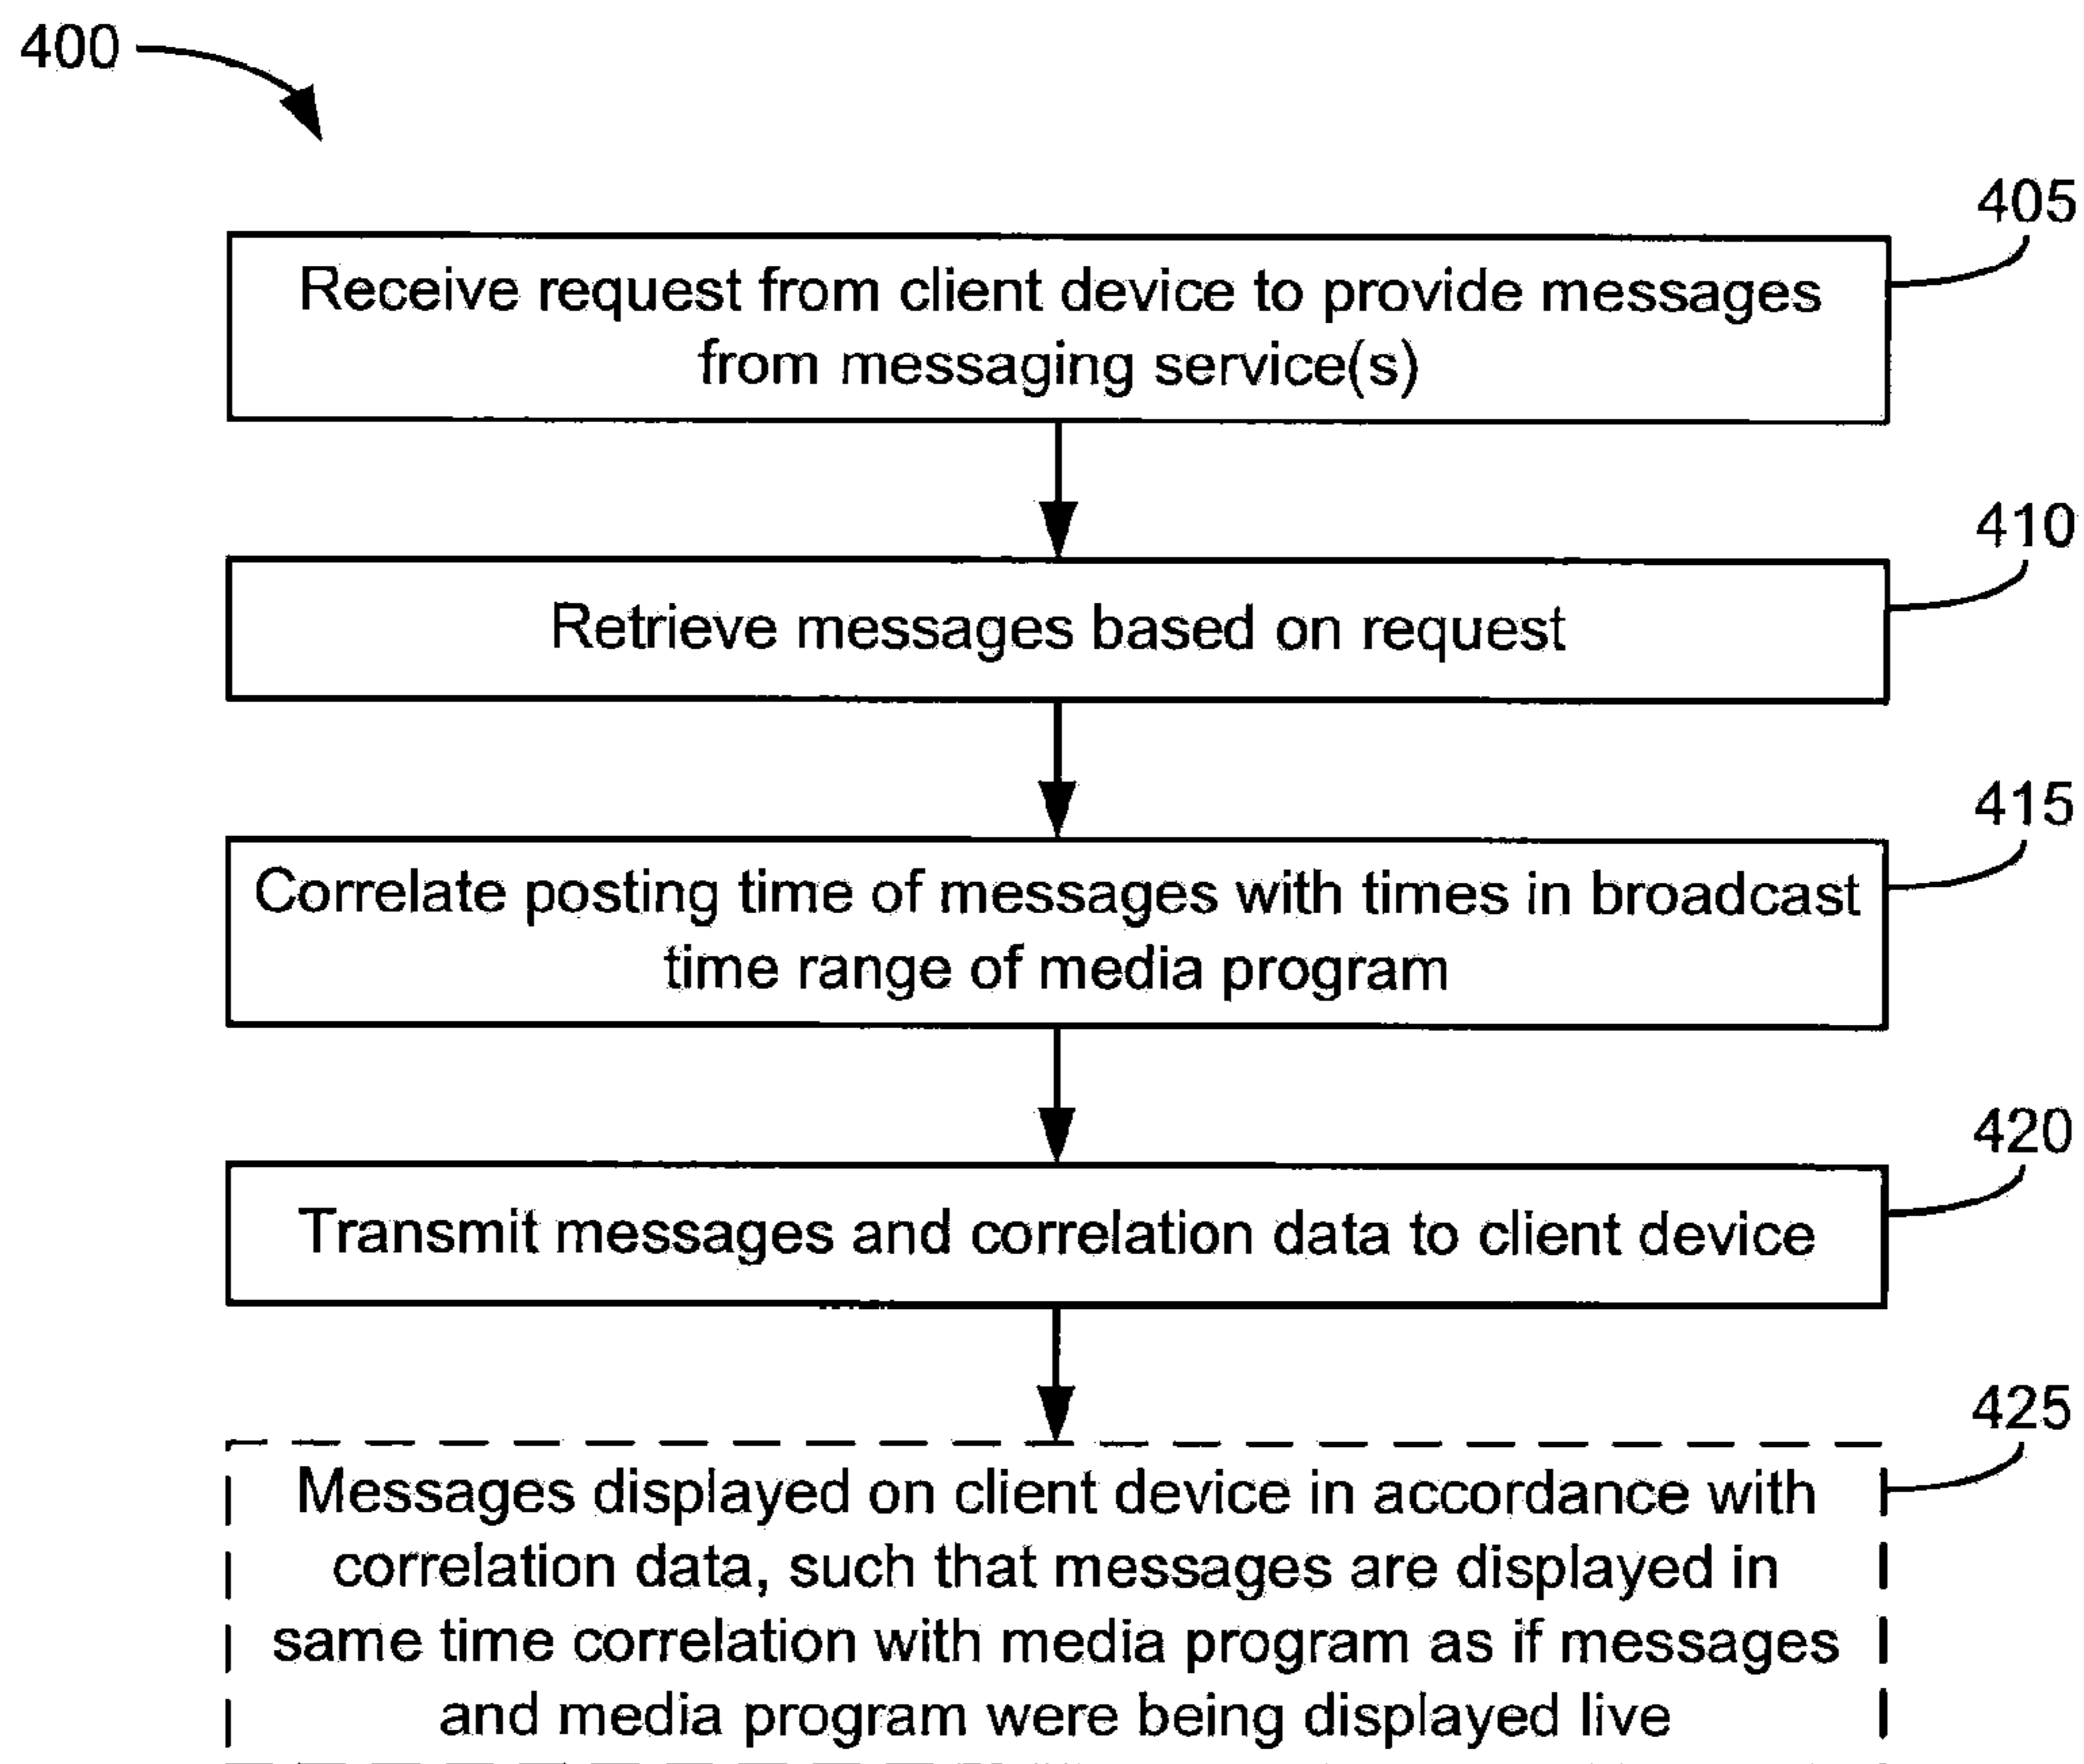 400
405
Receive request from client device to provide messages
from messaging service(s)
410
Retrieve messages based on request
415
Correlate posting time of messages with times in broadcast
time range of media program
420
Transmit messages and correlation data to client device
425
Messages displayed on client device in accordance with
correlation data, such that messages are displayed in
same time correlation with media program as if messages
and media program were being displayed live